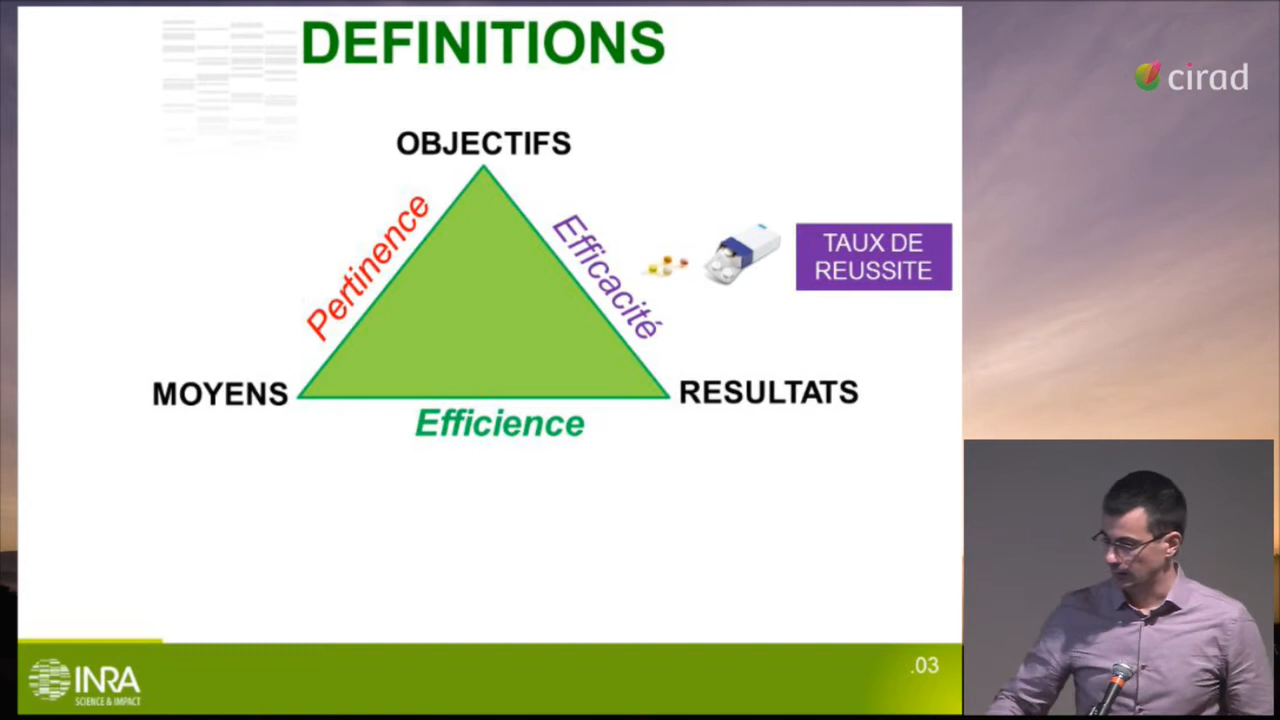 DEFINITIONS
cirad
OBJECTIFS
Pertinence
Efficacité
TAUX DE
REUSSITE
MOYENS
RESULTATS
Efficience
INRA
SCIENCE & IMPACT
.03